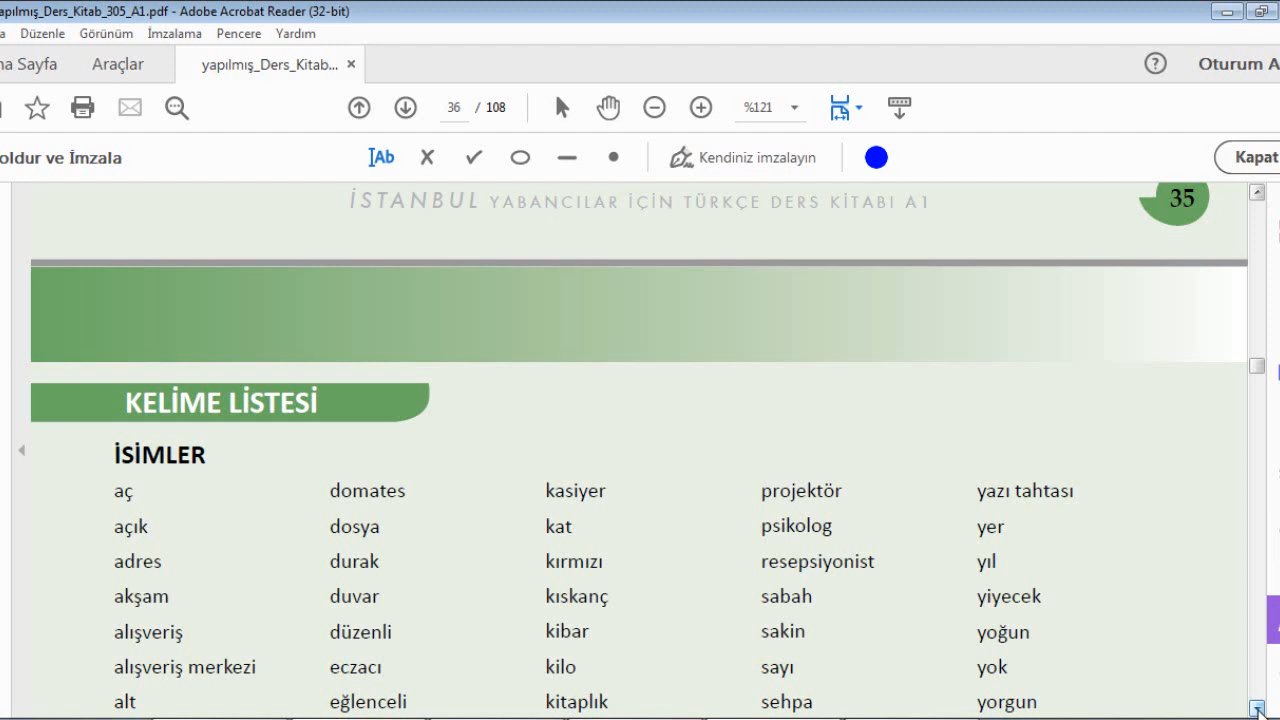 apılmış_Ders_Kitab_305_A1.pdf - Adobe Acrobat Reader (32-bit)
a Düzenle Görünüm İmzalama Pencere Yardım
na Sayfa Araçlar yapılmış_Ders_Kitab... × ? Oturum A
36 / 108 %121
oldur ve İmzala Ab Kendiniz imzalayın Kapat
İSTANBUL YABANCILAR İÇİN TÜRKÇE DERS KİTABI A1 35
KELİME LİSTESİ
İSİMLER
aç domates kasiyer projektör yazı tahtası
açık dosya kat psikolog yer
adres durak kırmızı resepsiyonist yıl
akşam duvar kıskanç sabah yiyecek
alışveriş düzenli kibar sakin yoğun
alışveriş merkezi eczacı kilo sayı yok
alt eğlenceli kitaplık sehpa yorgun